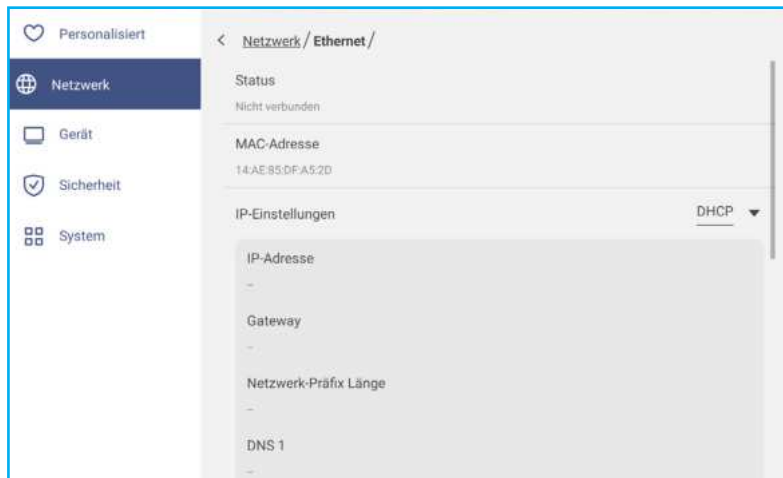 Personalisiert
Netzwerk
Gerät
Sicherheit
System
< Netzwerk / Ethernet /
Status
Nicht verbunden
MAC-Adresse
14:AE:85:DF:A5:2D
IP-Einstellungen DHCP
IP-Adresse
–
Gateway
–
Netzwerk-Präfix Länge
–
DNS 1
–